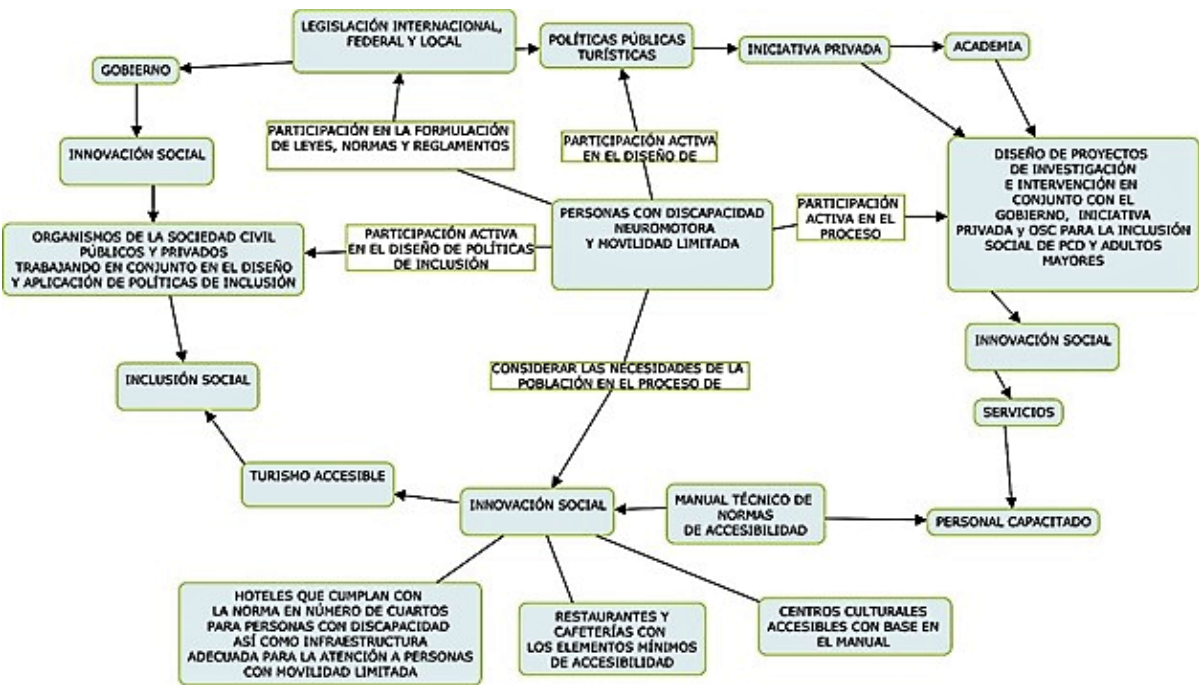 LEGISLACIÓN INTERNACIONAL,
FEDERAL Y LOCAL
POLÍTICAS PÚBLICAS
TURÍSTICAS
INICIATIVA PRIVADA
ACADEMIA
GOBIERNO
PARTICIPACIÓN EN LA FORMULACIÓN
DE LEYES, NORMAS Y REGLAMENTOS
PARTICIPACIÓN ACTIVA
EN EL DISEÑO DE
INNOVACIÓN SOCIAL
DISEÑO DE PROYECTOS
DE INVESTIGACIÓN
E INTERVENCIÓN EN
CONJUNTO CON EL
GOBIERNO, INICIATIVA
PRIVADA y OSC PARA LA INCLUSIÓN
SOCIAL DE PCD Y ADULTOS
MAYORES
PERSONAS CON DISCAPACIDAD
NEUROMOTORA
Y MOVILIDAD LIMITADA
PARTICIPACIÓN
ACTIVA EN EL
PROCESO
ORGANISMOS DE LA SOCIEDAD CIVIL
PÚBLICOS Y PRIVADOS
TRABAJANDO EN CONJUNTO EN EL DISEÑO
Y APLICACIÓN DE POLÍTICAS DE INCLUSIÓN
PARTICIPACIÓN ACTIVA
EN EL DISEÑO DE POLÍTICAS
DE INCLUSIÓN
INNOVACIÓN SOCIAL
INCLUSIÓN SOCIAL
CONSIDERAR LAS NECESIDADES DE LA
POBLACIÓN EN EL PROCESO DE
SERVICIOS
TURISMO ACCESIBLE
INNOVACIÓN SOCIAL
MANUAL TÉCNICO DE
NORMAS
DE ACCESIBILIDAD
PERSONAL CAPACITADO
HOTELES QUE CUMPLAN CON
LA NORMA EN NÚMERO DE CUARTOS
PARA PERSONAS CON DISCAPACIDAD
ASÍ COMO INFRAESTRUCTURA
ADECUADA PARA LA ATENCIÓN A PERSONAS
CON MOVILIDAD LIMITADA
RESTAURANTES Y
CAFETERÍAS CON
LOS ELEMENTOS MÍNIMOS
DE ACCESIBILIDAD
CENTROS CULTURALES
ACCESIBLES CON BASE EN
EL MANUAL